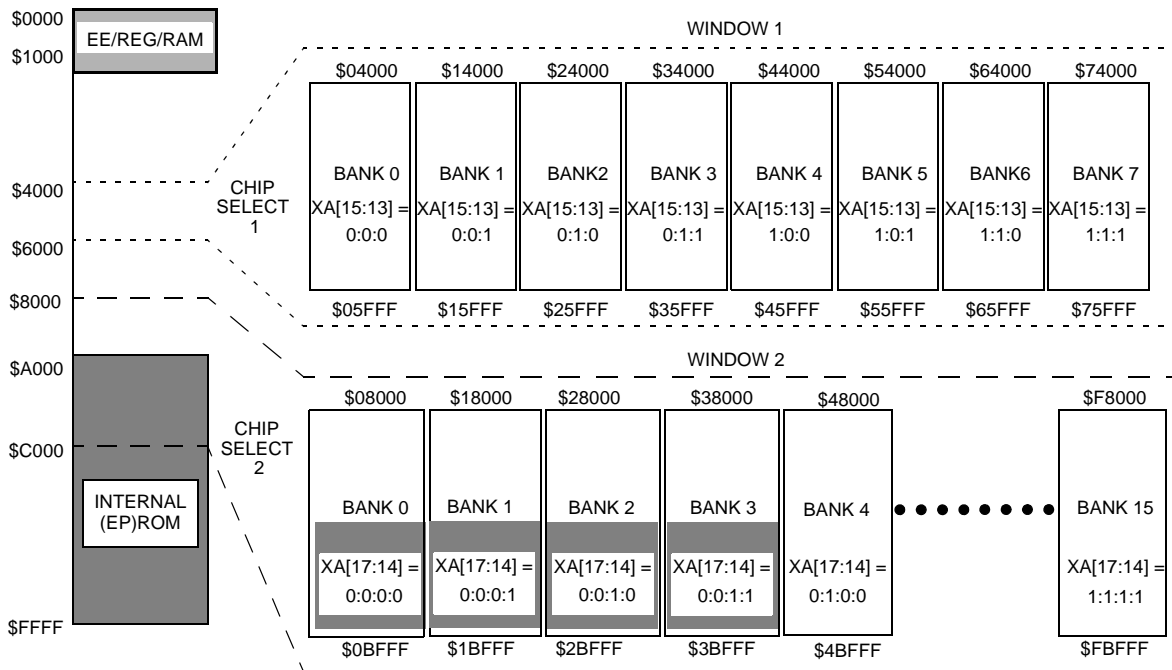 $0000
EE/REG/RAM
$1000
$4000
$6000
$8000
$A000
$C000
INTERNAL
(EP)ROM
$FFFF
CHIP
SELECT
1
WINDOW 1
$04000 $14000 $24000 $34000 $44000 $54000 $64000 $74000
BANK 0 BANK 1 BANK2 BANK 3 BANK 4 BANK 5 BANK6 BANK 7
XA[15:13] = XA[15:13] = XA[15:13] = XA[15:13] = XA[15:13] = XA[15:13] = XA[15:13] = XA[15:13] =
0:0:0 0:0:1 0:1:0 0:1:1 1:0:0 1:0:1 1:1:0 1:1:1
$05FFF $15FFF $25FFF $35FFF $45FFF $55FFF $65FFF $75FFF
CHIP
SELECT
2
WINDOW 2
$08000 $18000 $28000 $38000 $48000 $F8000
BANK 0 BANK 1 BANK 2 BANK 3 BANK 4 BANK 15
XA[17:14] = XA[17:14] = XA[17:14] = XA[17:14] = XA[17:14] = XA[17:14] =
0:0:0:0 0:0:0:1 0:0:1:0 0:0:1:1 0:1:0:0 1:1:1:1
$0BFFF $1BFFF $2BFFF $3BFFF $4BFFF $FBFFF